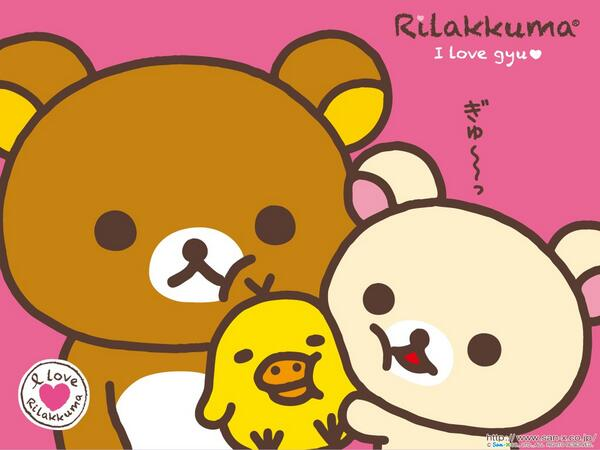 Rilakkuma®
I love gyu♥
ぎゅ〜〜っ
I love
Rilakkuma
http://www.san-x.co.jp/